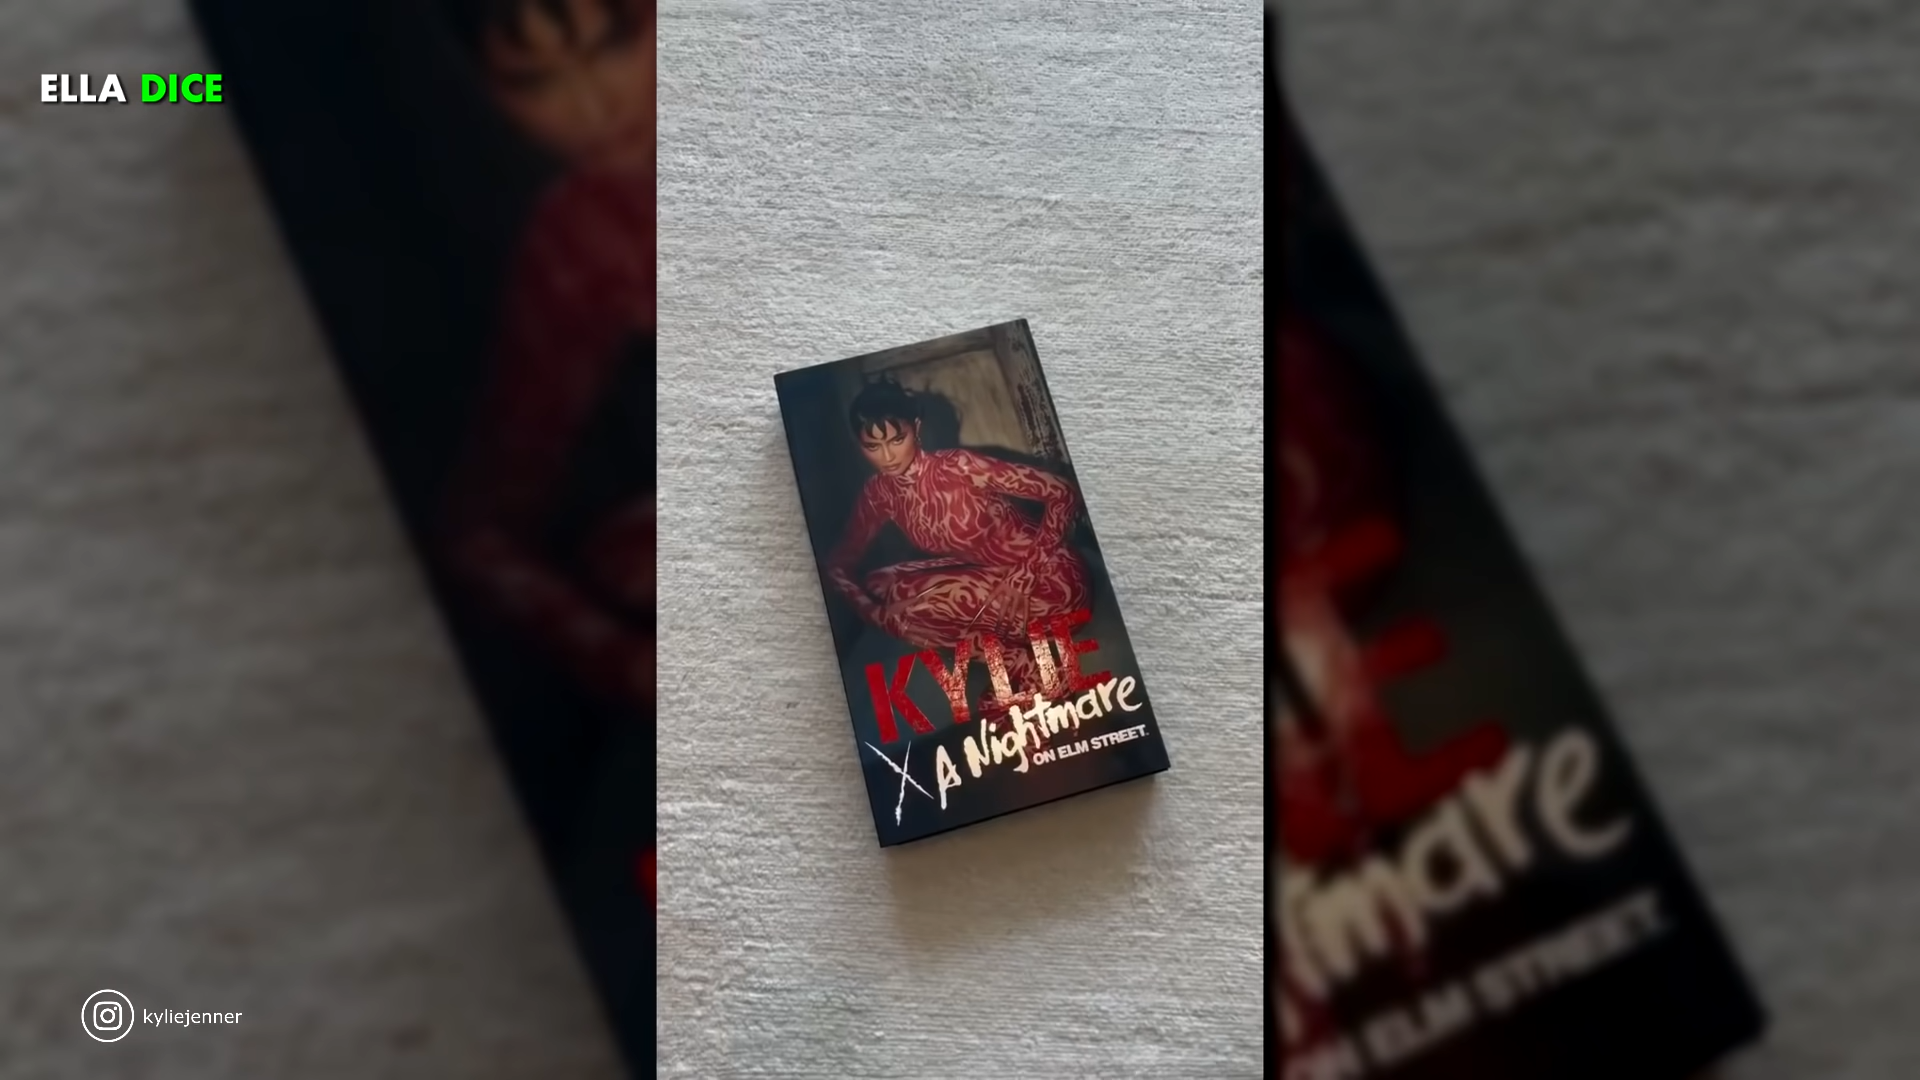 ELLA DICE
KYLIE
X A Nightmare
ON ELM STREET.
kyliejenner